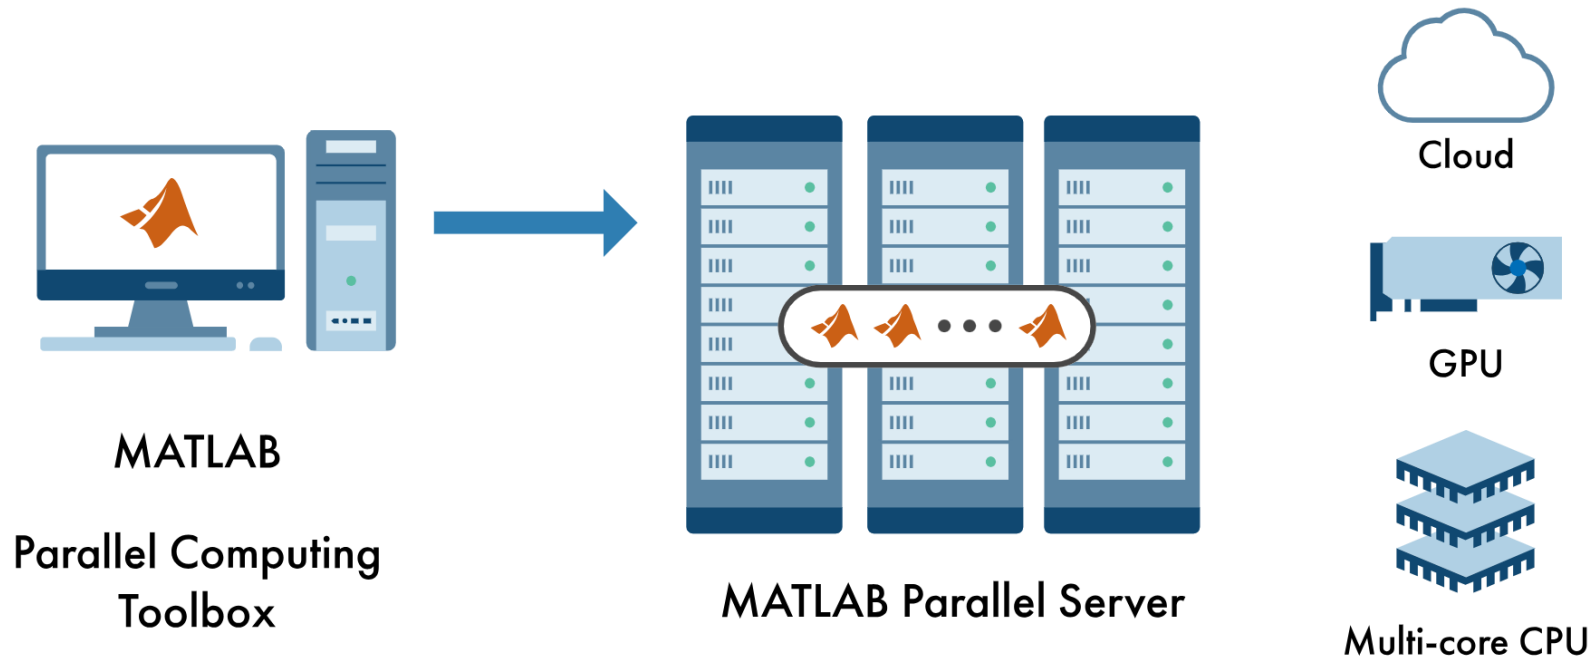 MATLAB
Parallel Computing
Toolbox
MATLAB Parallel Server
Cloud
GPU
Multi-core CPU